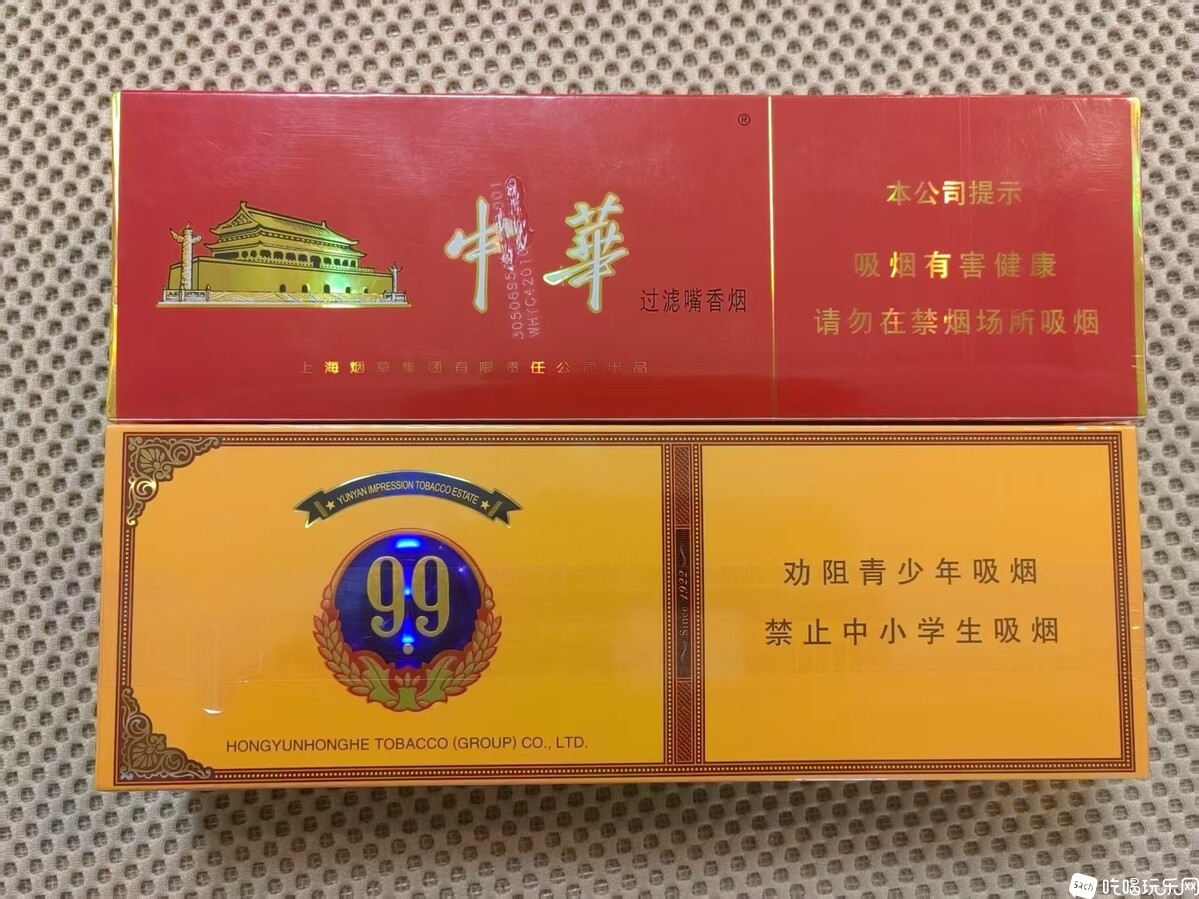 ®
中華
过滤嘴香烟
上海烟草集团有限责任公司出品
本公司提示
吸烟有害健康
请勿在禁烟场所吸烟
YUNYAN IMPRESSION TOBACCO ESTATE
99
HONGYUNHONGHE TOBACCO (GROUP) CO., LTD.
Since 1922
劝阻青少年吸烟
禁止中小学生吸烟
5ach 吃喝玩乐网